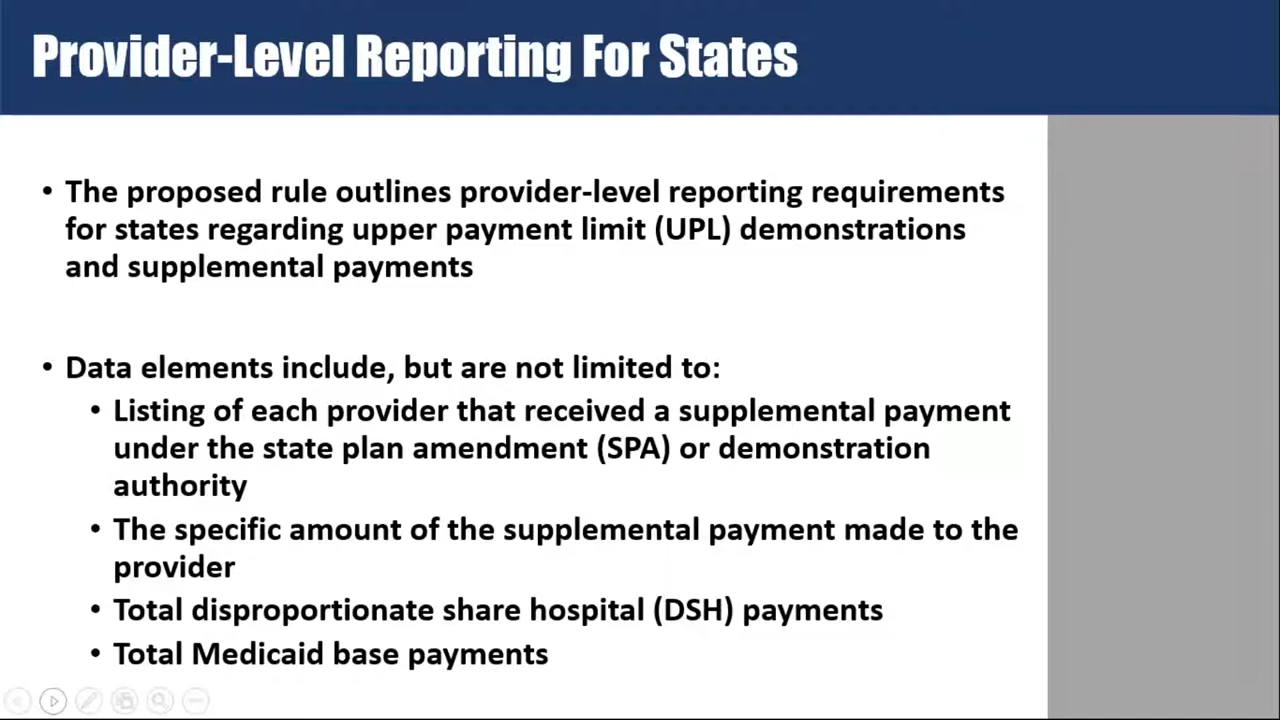 Provider-Level Reporting For States
• The proposed rule outlines provider-level reporting requirements
for states regarding upper payment limit (UPL) demonstrations
and supplemental payments
• Data elements include, but are not limited to:
• Listing of each provider that received a supplemental payment
under the state plan amendment (SPA) or demonstration
authority
• The specific amount of the supplemental payment made to the
provider
• Total disproportionate share hospital (DSH) payments
• Total Medicaid base payments